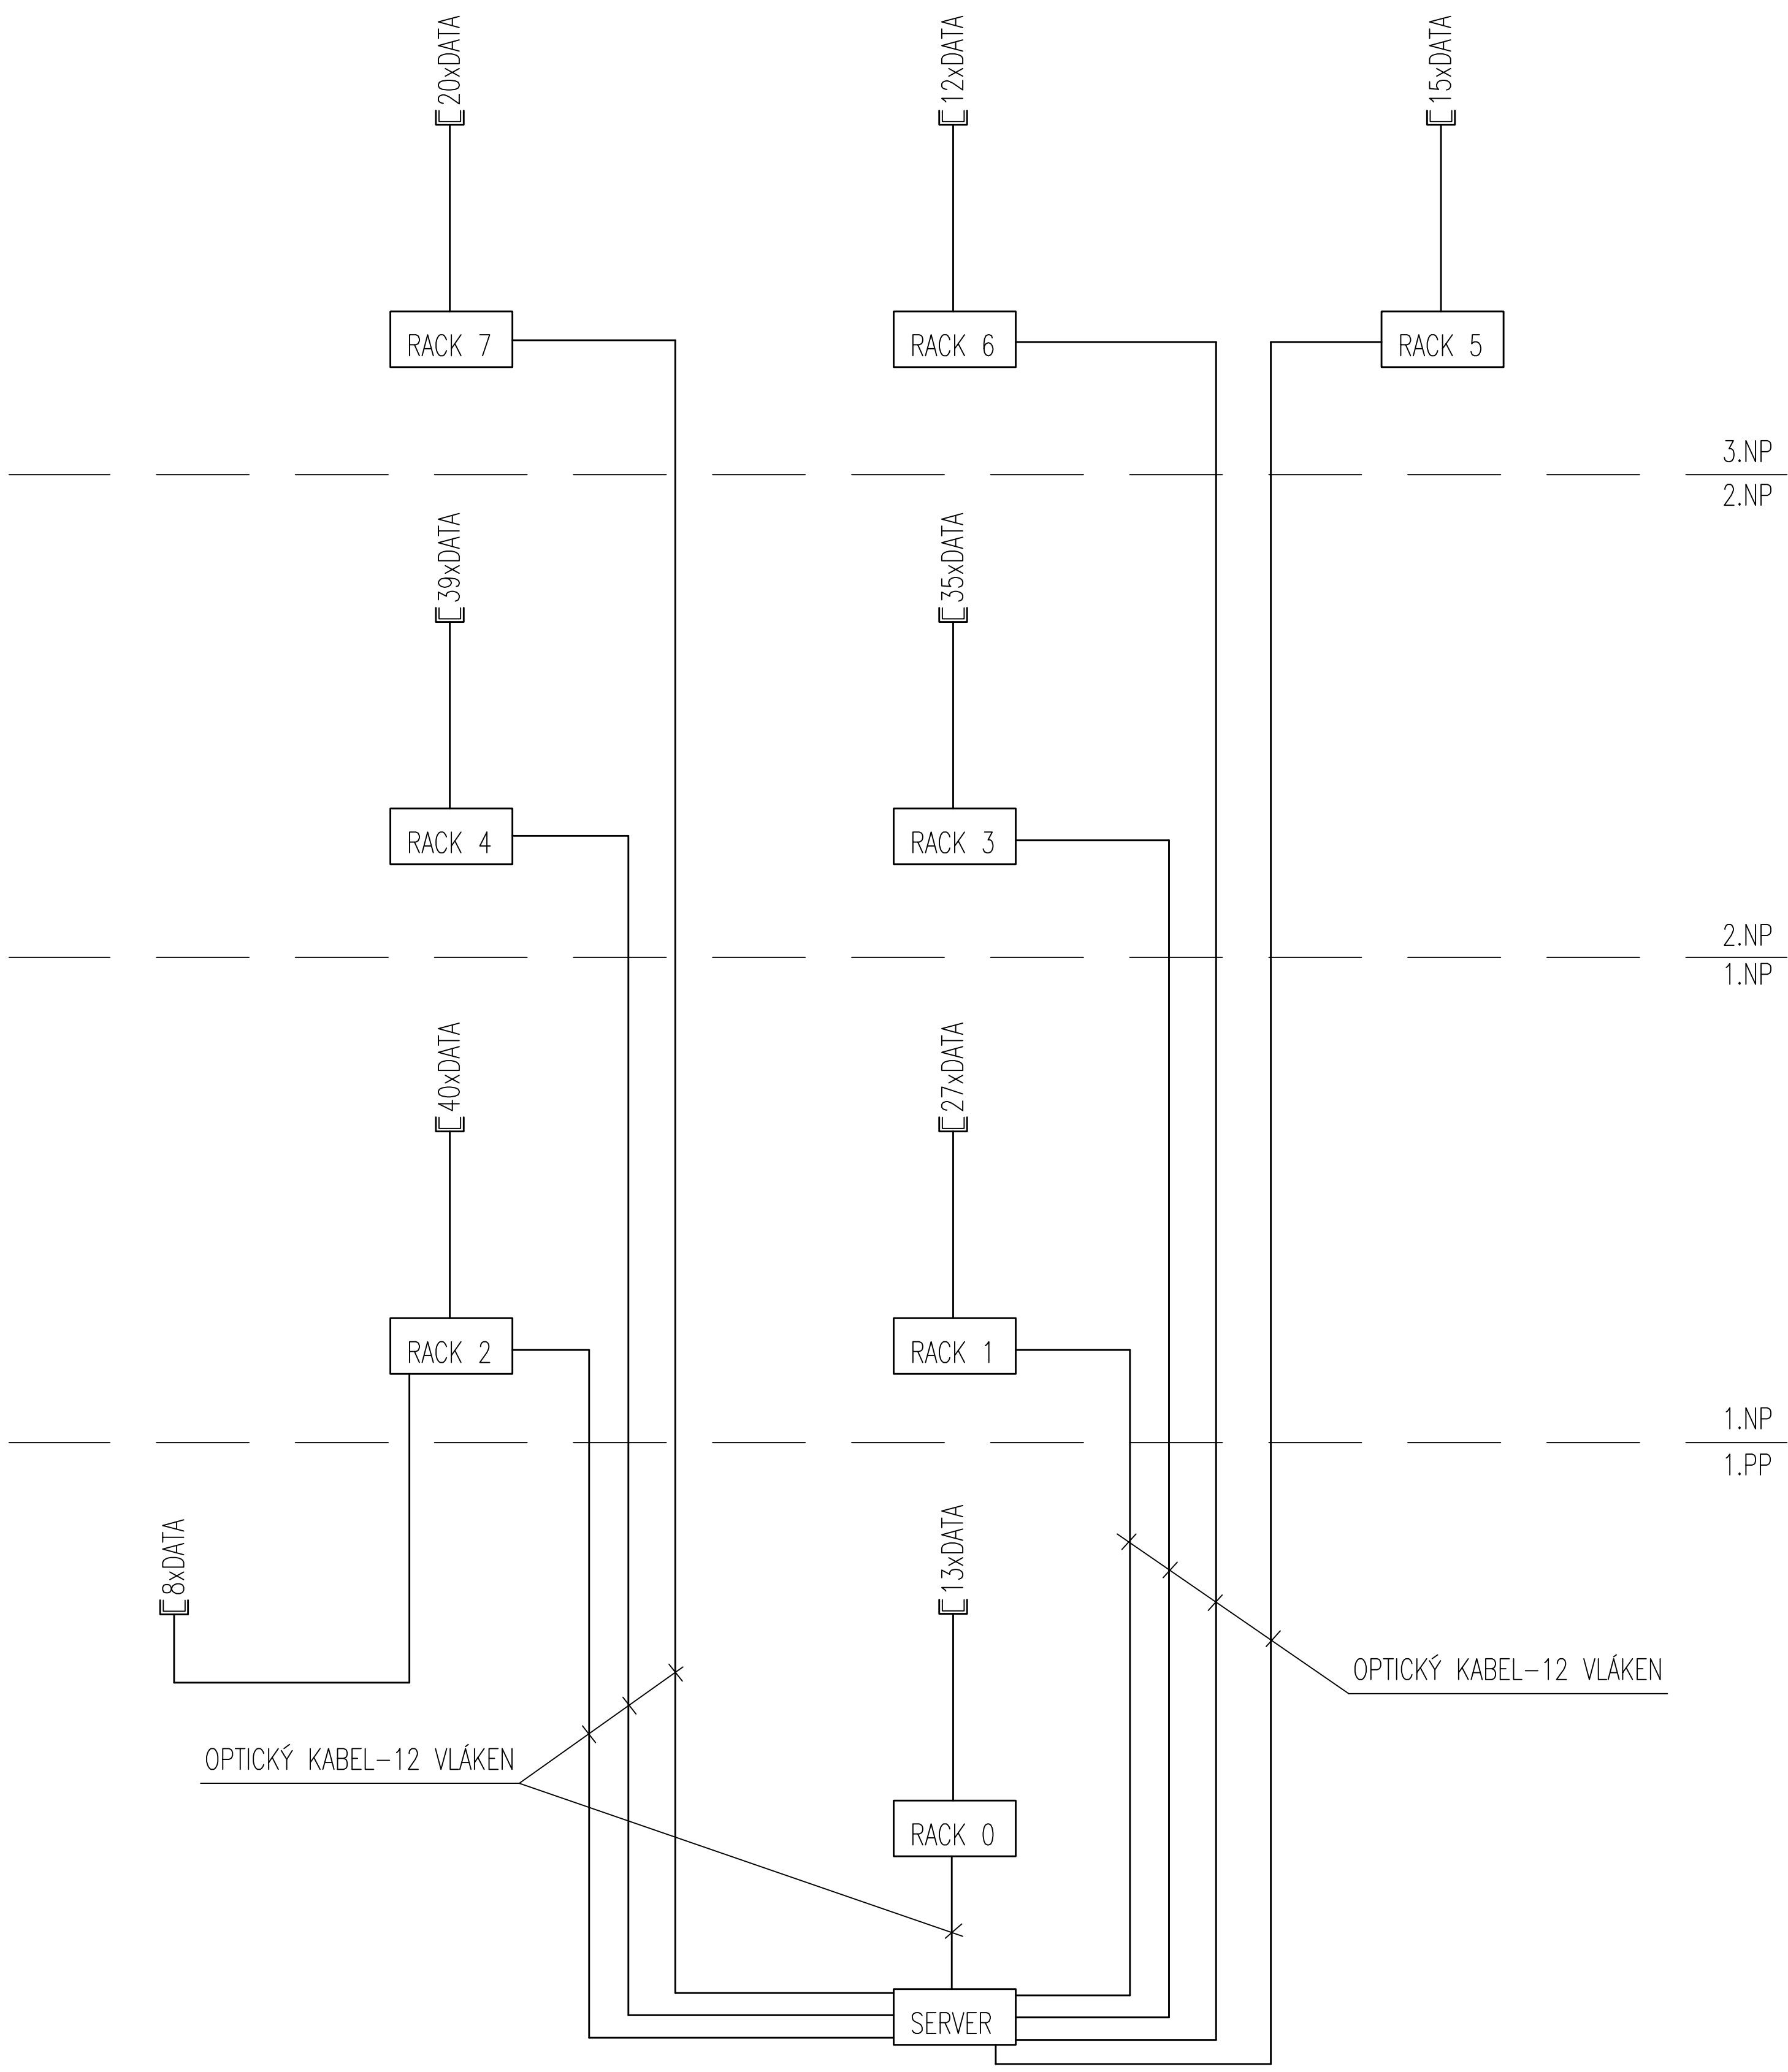 20xDATA
12xDATA
15xDATA
RACK 7
RACK 6
RACK 5
3.NP
2.NP
39xDATA
35xDATA
RACK 4
RACK 3
2.NP
1.NP
40xDATA
27xDATA
RACK 2
RACK 1
1.NP
1.PP
8xDATA
13xDATA
OPTICKÝ KABEL-12 VLÁKEN
OPTICKÝ KABEL-12 VLÁKEN
RACK 0
SERVER